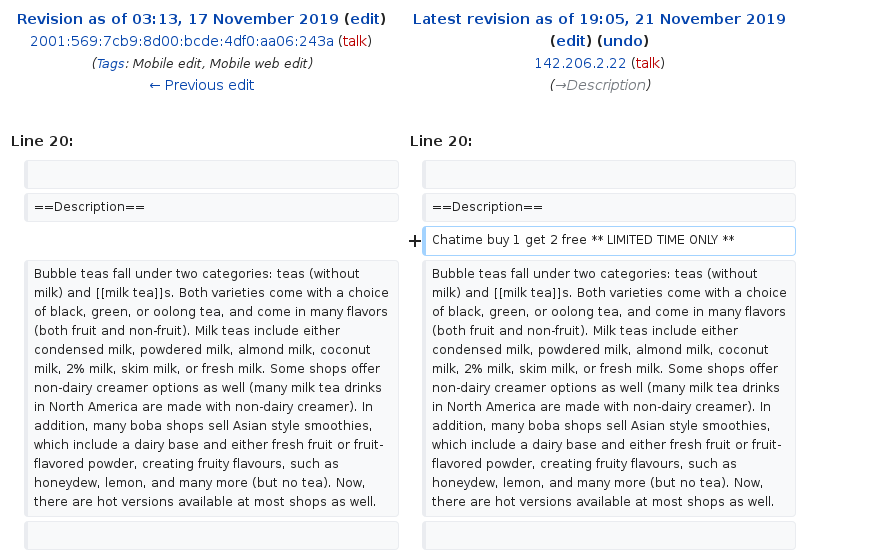 Revision as of 03:13, 17 November 2019 (edit)
2001:569:7cb9:8d00:bcde:4df0:aa06:243a (talk)
(Tags: Mobile edit, Mobile web edit)
← Previous edit
Latest revision as of 19:05, 21 November 2019
(edit) (undo)
142.206.2.22 (talk)
(→Description)
Line 20:
Line 20:
==Description==
==Description==
+ Chatime buy 1 get 2 free ** LIMITED TIME ONLY **
Bubble teas fall under two categories: teas (without
milk) and [[milk tea]]s. Both varieties come with a choice
of black, green, or oolong tea, and come in many flavors
(both fruit and non-fruit). Milk teas include either
condensed milk, powdered milk, almond milk, coconut
milk, 2% milk, skim milk, or fresh milk. Some shops offer
non-dairy creamer options as well (many milk tea drinks
in North America are made with non-dairy creamer). In
addition, many boba shops sell Asian style smoothies,
which include a dairy base and either fresh fruit or fruit-
flavored powder, creating fruity flavours, such as
honeydew, lemon, and many more (but no tea). Now,
there are hot versions available at most shops as well.
Bubble teas fall under two categories: teas (without
milk) and [[milk tea]]s. Both varieties come with a choice
of black, green, or oolong tea, and come in many flavors
(both fruit and non-fruit). Milk teas include either
condensed milk, powdered milk, almond milk, coconut
milk, 2% milk, skim milk, or fresh milk. Some shops offer
non-dairy creamer options as well (many milk tea drinks
in North America are made with non-dairy creamer). In
addition, many boba shops sell Asian style smoothies,
which include a dairy base and either fresh fruit or fruit-
flavored powder, creating fruity flavours, such as
honeydew, lemon, and many more (but no tea). Now,
there are hot versions available at most shops as well.